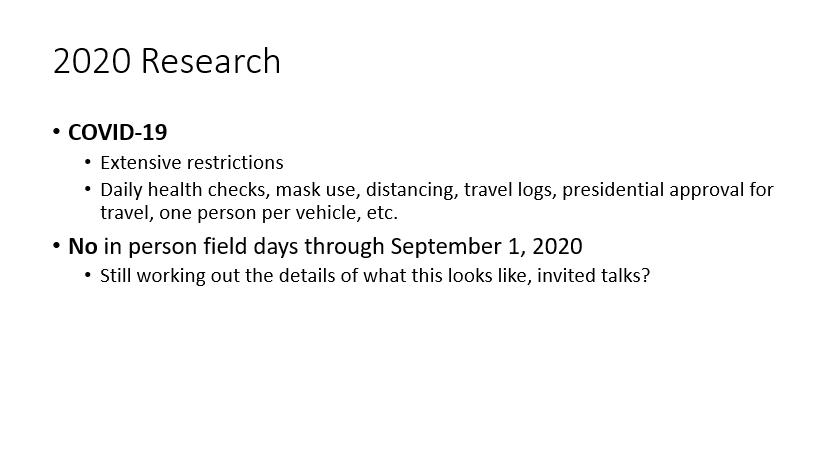 2020 Research
• COVID-19
• Extensive restrictions
• Daily health checks, mask use, distancing, travel logs, presidential approval for
travel, one person per vehicle, etc.
• No in person field days through September 1, 2020
• Still working out the details of what this looks like, invited talks?